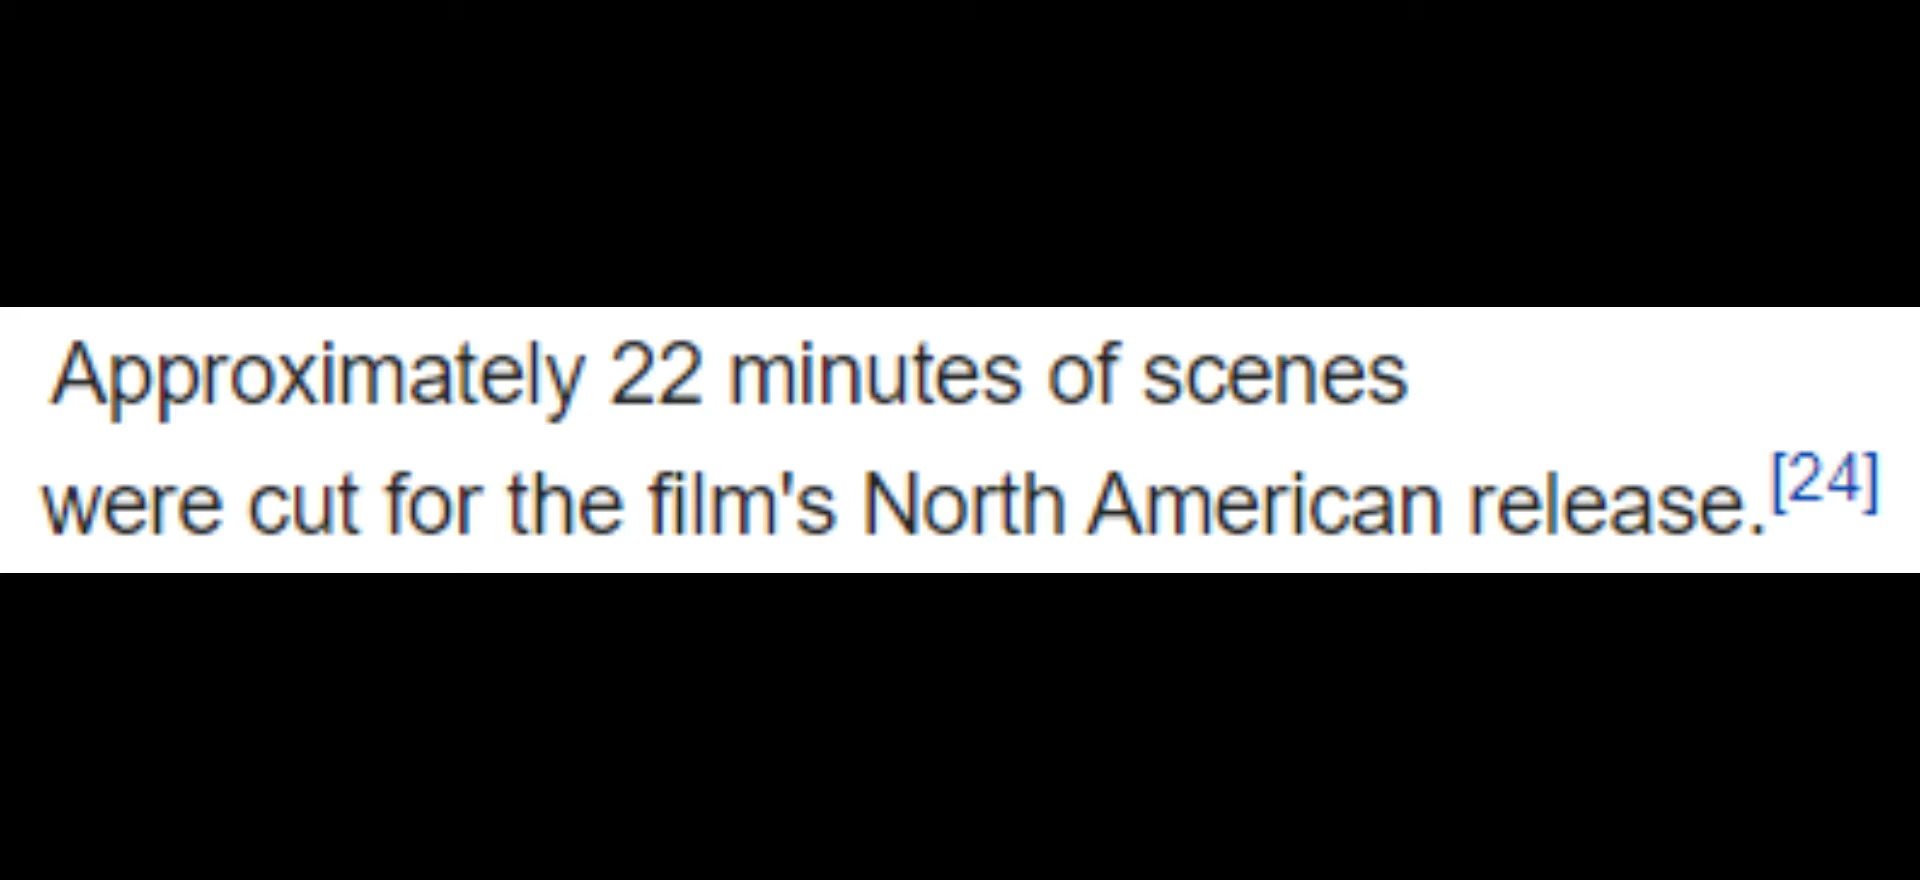 Approximately 22 minutes of scenes
were cut for the film's North American release.[24]